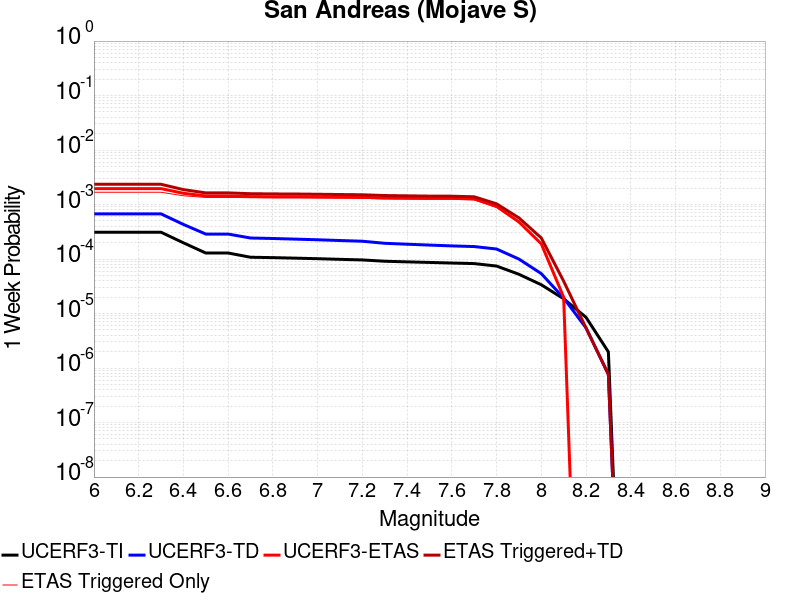 San Andreas (Mojave S)
10 0
10 -1
10 -2
10 -3
10 -4
10 -5
10 -6
10 -7
10 -8
1 Week Probability
6 6.2 6.4 6.6 6.8 7 7.2 7.4 7.6 7.8 8 8.2 8.4 8.6 8.8 9
Magnitude
UCERF3-TI UCERF3-TD UCERF3-ETAS ETAS Triggered+TD
ETAS Triggered Only